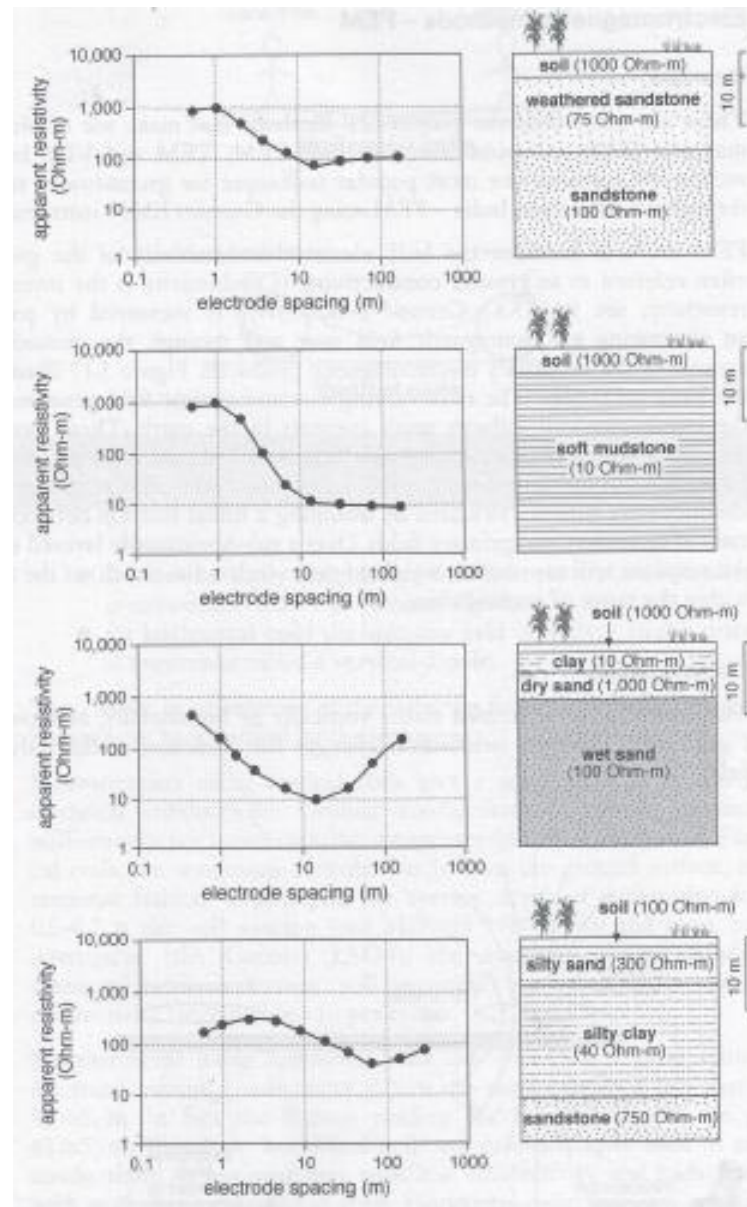 10,000
1,000
100
10
1
apparent resistivity
(Ohm-m)
0.1 1 10 100 1000
electrode spacing (m)
soil (1000 Ohm-m)
weathered sandstone
(75 Ohm-m)
sandstone
(100 Ohm-m)
10 m
10,000
1,000
100
10
1
apparent resistivity
(Ohm-m)
0.1 1 10 100 1000
electrode spacing (m)
soil (1000 Ohm-m)
soft mudstone
(10 Ohm-m)
10 m
10,000
1,000
100
10
1
apparent resistivity
(Ohm-m)
0.1 1 10 100 1000
electrode spacing (m)
soil (1000 Ohm-m)
clay (10 Ohm-m)
dry sand (1,000 Ohm-m)
wet sand
(100 Ohm-m)
10 m
10,000
1,000
100
10
1
apparent resistivity
(Ohm-m)
0.1 1 10 100 1000
electrode spacing (m)
soil (100 Ohm-m)
silty sand (300 Ohm-m)
silty clay
(40 Ohm-m)
sandstone (750 Ohm-m)
10 m